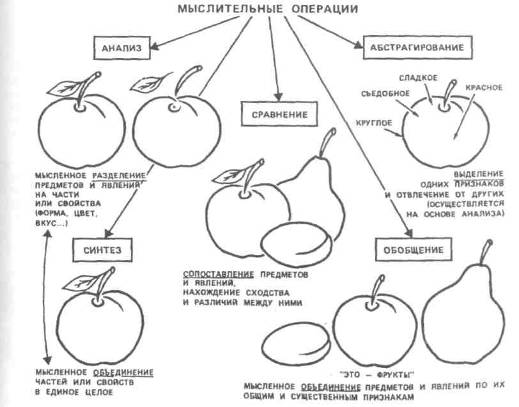 МЫСЛИТЕЛЬНЫЕ ОПЕРАЦИИ
АНАЛИЗ
АБСТРАГИРОВАНИЕ
СРАВНЕНИЕ
СЛАДКОЕ
СЪЕДОБНОЕ
КРАСНОЕ
КРУГЛОЕ
МЫСЛЕННОЕ РАЗДЕЛЕНИЕ
ПРЕДМЕТОВ И ЯВЛЕНИЙ
НА ЧАСТИ
ИЛИ СВОЙСТВА
(ФОРМА, ЦВЕТ,
ВКУС...)
ВЫДЕЛЕНИЕ
ОДНИХ ПРИЗНАКОВ
И ОТВЛЕЧЕНИЕ ОТ ДРУГИХ
(ОСУЩЕСТВЛЯЕТСЯ
НА ОСНОВЕ АНАЛИЗА)
СИНТЕЗ
СОПОСТАВЛЕНИЕ ПРЕДМЕТОВ
И ЯВЛЕНИЙ,
НАХОЖДЕНИЕ СХОДСТВА
И РАЗЛИЧИЙ МЕЖДУ НИМИ
ОБОБЩЕНИЕ
МЫСЛЕННОЕ ОБЪЕДИНЕНИЕ
ЧАСТЕЙ ИЛИ СВОЙСТВ
В ЕДИНОЕ ЦЕЛОЕ
"ЭТО – ФРУКТЫ"
МЫСЛЕННОЕ ОБЪЕДИНЕНИЕ ПРЕДМЕТОВ И ЯВЛЕНИЙ ПО ИХ
ОБЩИМ И СУЩЕСТВЕННЫМ ПРИЗНАКАМ